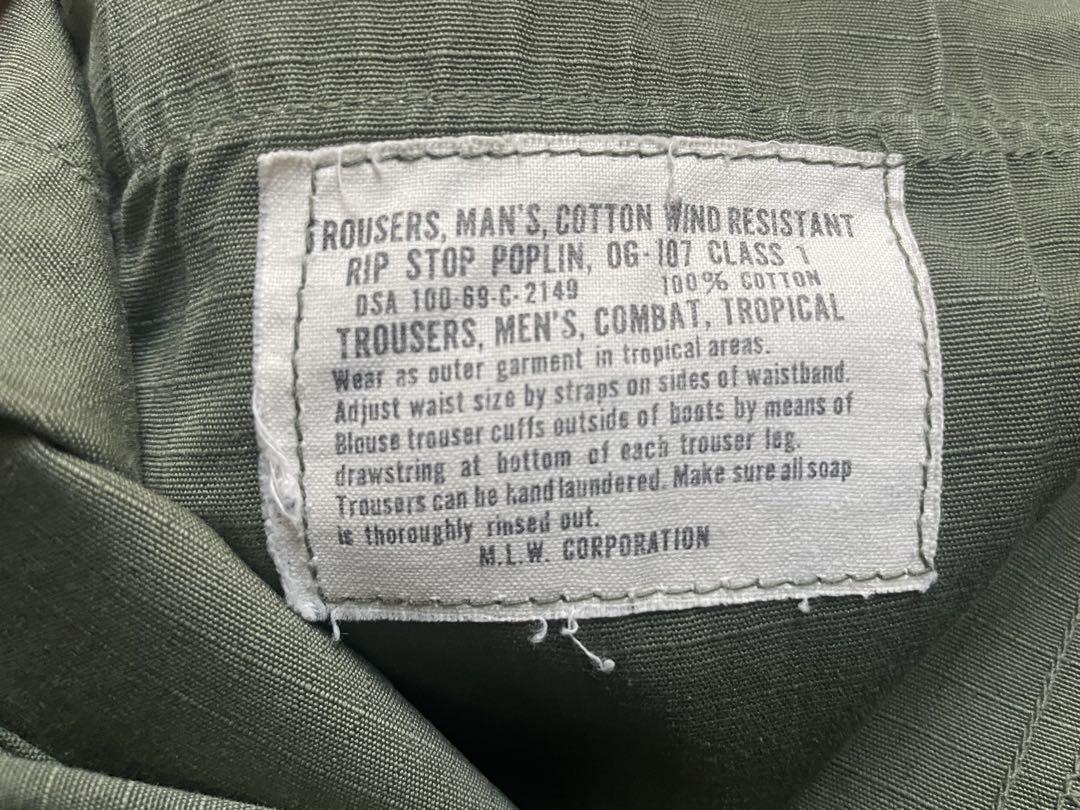 TROUSERS, MAN'S, COTTON WIND RESISTANT
RIP STOP POPLIN, OG-107 CLASS 1
DSA 100-69-C-2149 100% COTTON
TROUSERS, MEN'S, COMBAT, TROPICAL
Wear as outer garment in tropical areas.
Adjust waist size by straps on sides of waistband.
Blouse trouser cuffs outside of boots by means of
drawstring at bottom of each trouser leg.
Trousers can be hand laundered. Make sure all soap
is thoroughly rinsed out.
M.L.W. CORPORATION